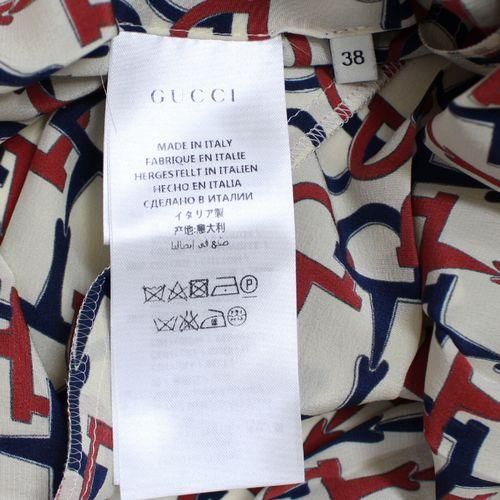 GUCCI
38
MADE IN ITALY
FABRIQUE EN ITALIE
HERGESTELLT IN ITALIEN
HECHO EN ITALIA
СДЕЛАНО В ИТАЛИИ
イタリア製
产地:意大利
صنع في إيطاليا
P